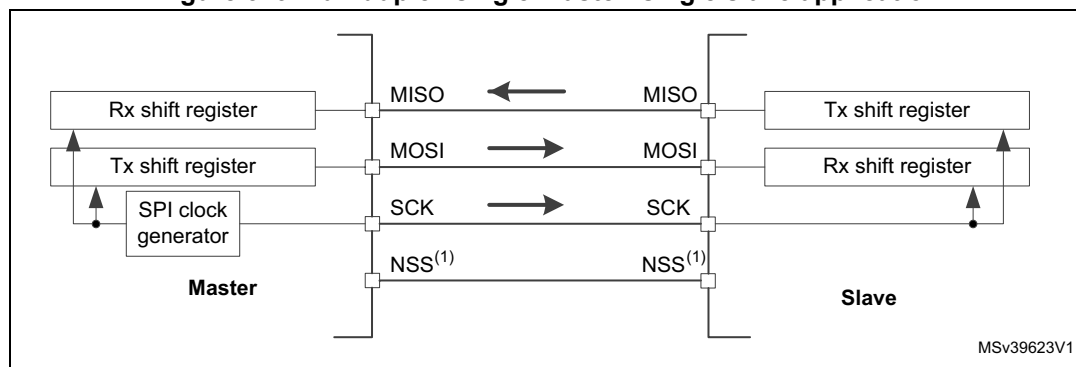 MISO MISO
Rx shift register Tx shift register
MOSI MOSI
Tx shift register Rx shift register
SCK SCK
SPI clock
generator
NSS(1) NSS(1)
Master Slave
MSv39623V1